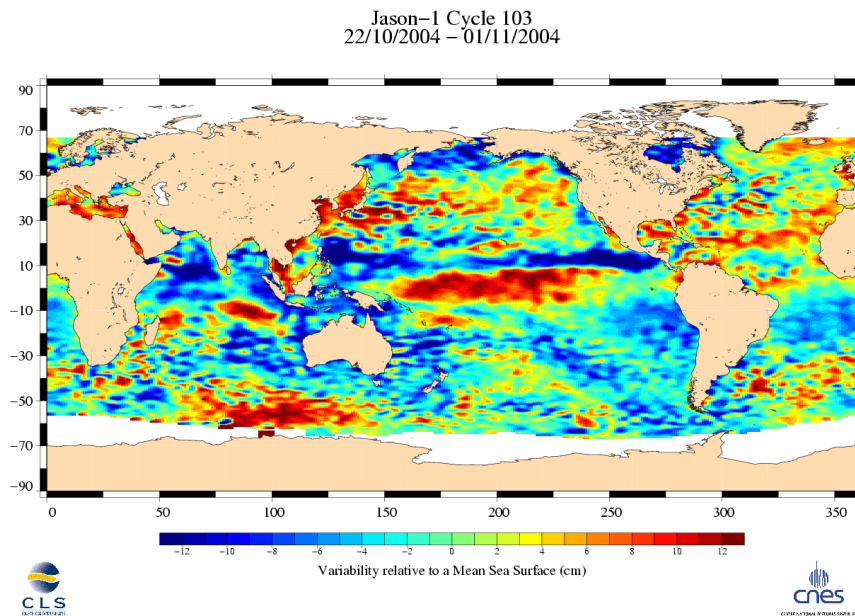 Jason−1 Cycle 103
22/10/2004 − 01/11/2004
90
70
50
30
10
−10
−30
−50
−70
−90
0 50 100 150 200 250 300 350
−12 −10 −8 −6 −4 −2 0 2 4 6 8 10 12
Variability relative to a Mean Sea Surface (cm)
CLS
cnes